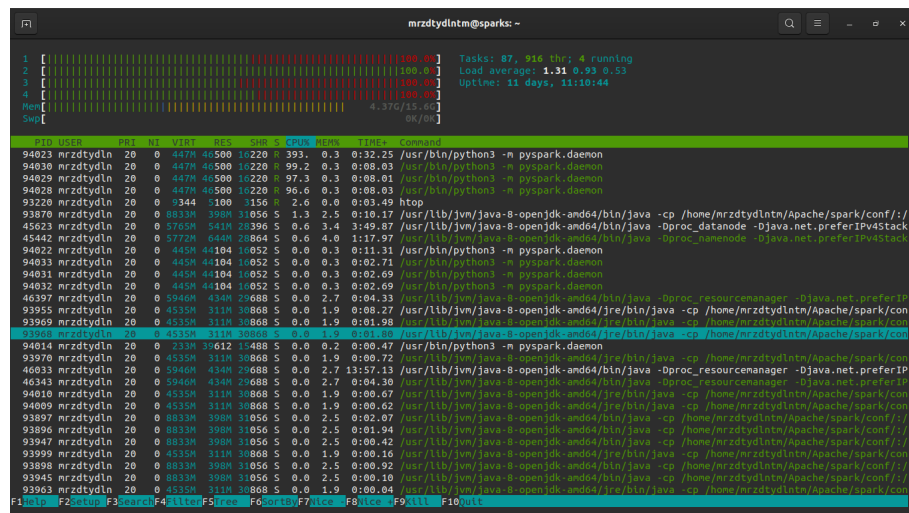 mrzdtydlntm@sparks: ~
1 [||||||||||||||||||||||||||||||||||||||||||||100.0%] Tasks: 87, 916 thr; 4 running
2 [||||||||||||||||||||||||||||||||||||||||||||100.0%] Load average: 1.31 0.93 0.53
3 [||||||||||||||||||||||||||||||||||||||||||||100.0%] Uptime: 11 days, 11:10:44
4 [||||||||||||||||||||||||||||||||||||||||||||100.0%]
Mem[||||||||||||||||||||||||||||||||||||| 4.37G/15.6G]
Swp[ 0K/0K]
PID USER PRI NI VIRT RES SHR S CPU% MEM% TIME+ Command
94023 mrzdtydln 20 0 447M 46500 16220 R 393. 0.3 0:32.25 /usr/bin/python3 -m pyspark.daemon
94030 mrzdtydln 20 0 447M 46500 16220 R 99.2 0.3 0:08.03 /usr/bin/python3 -m pyspark.daemon
94029 mrzdtydln 20 0 447M 46500 16220 R 97.3 0.3 0:08.01 /usr/bin/python3 -m pyspark.daemon
94028 mrzdtydln 20 0 447M 46500 16220 R 96.6 0.3 0:08.03 /usr/bin/python3 -m pyspark.daemon
93220 mrzdtydln 20 0 9344 5100 3156 R 2.6 0.0 0:03.49 htop
93870 mrzdtydln 20 0 8833M 398M 31056 S 1.3 2.5 0:10.17 /usr/lib/jvm/java-8-openjdk-amd64/bin/java -cp /home/mrzdtydlntm/Apache/spark/conf/:/
45623 mrzdtydln 20 0 5765M 541M 28396 S 0.6 3.4 3:49.87 /usr/lib/jvm/java-8-openjdk-amd64/bin/java -Dproc_datanode -Djava.net.preferIPv4Stack
45442 mrzdtydln 20 0 5772M 644M 28864 S 0.6 4.0 1:17.97 /usr/lib/jvm/java-8-openjdk-amd64/bin/java -Dproc_namenode -Djava.net.preferIPv4Stack
94022 mrzdtydln 20 0 445M 44104 16052 S 0.0 0.3 0:11.31 /usr/bin/python3 -m pyspark.daemon
94033 mrzdtydln 20 0 445M 44104 16052 S 0.0 0.3 0:02.71 /usr/bin/python3 -m pyspark.daemon
94031 mrzdtydln 20 0 445M 44104 16052 S 0.0 0.3 0:02.69 /usr/bin/python3 -m pyspark.daemon
94032 mrzdtydln 20 0 445M 44104 16052 S 0.0 0.3 0:02.69 /usr/bin/python3 -m pyspark.daemon
46397 mrzdtydln 20 0 5946M 434M 29688 S 0.0 2.7 0:04.33 /usr/lib/jvm/java-8-openjdk-amd64/bin/java -Dproc_resourcemanager -Djava.net.preferIP
93955 mrzdtydln 20 0 4535M 311M 30868 S 0.0 1.9 0:08.27 /usr/lib/jvm/java-8-openjdk-amd64/jre/bin/java -cp /home/mrzdtydlntm/Apache/spark/con
93969 mrzdtydln 20 0 4535M 311M 30868 S 0.0 1.9 0:01.98 /usr/lib/jvm/java-8-openjdk-amd64/jre/bin/java -cp /home/mrzdtydlntm/Apache/spark/con
93968 mrzdtydln 20 0 4535M 311M 30868 S 0.0 1.9 0:01.80 /usr/lib/jvm/java-8-openjdk-amd64/jre/bin/java -cp /home/mrzdtydlntm/Apache/spark/con
94014 mrzdtydln 20 0 233M 39612 15488 S 0.0 0.2 0:00.47 /usr/bin/python3 -m pyspark.daemon
93970 mrzdtydln 20 0 4535M 311M 30868 S 0.0 1.9 0:00.72 /usr/lib/jvm/java-8-openjdk-amd64/jre/bin/java -cp /home/mrzdtydlntm/Apache/spark/con
46033 mrzdtydln 20 0 5946M 434M 29688 S 0.0 2.7 13:57.13 /usr/lib/jvm/java-8-openjdk-amd64/bin/java -Dproc_resourcemanager -Djava.net.preferIP
46343 mrzdtydln 20 0 5946M 434M 29688 S 0.0 2.7 0:04.30 /usr/lib/jvm/java-8-openjdk-amd64/bin/java -Dproc_resourcemanager -Djava.net.preferIP
94010 mrzdtydln 20 0 4535M 311M 30868 S 0.0 1.9 0:00.67 /usr/lib/jvm/java-8-openjdk-amd64/jre/bin/java -cp /home/mrzdtydlntm/Apache/spark/con
94009 mrzdtydln 20 0 4535M 311M 30868 S 0.0 1.9 0:00.62 /usr/lib/jvm/java-8-openjdk-amd64/jre/bin/java -cp /home/mrzdtydlntm/Apache/spark/con
93897 mrzdtydln 20 0 8833M 398M 31056 S 0.0 2.5 0:02.07 /usr/lib/jvm/java-8-openjdk-amd64/bin/java -cp /home/mrzdtydlntm/Apache/spark/conf/:/
93896 mrzdtydln 20 0 8833M 398M 31056 S 0.0 2.5 0:01.94 /usr/lib/jvm/java-8-openjdk-amd64/bin/java -cp /home/mrzdtydlntm/Apache/spark/conf/:/
93947 mrzdtydln 20 0 8833M 398M 31056 S 0.0 2.5 0:00.42 /usr/lib/jvm/java-8-openjdk-amd64/bin/java -cp /home/mrzdtydlntm/Apache/spark/conf/:/
93999 mrzdtydln 20 0 4535M 311M 30868 S 0.0 1.9 0:00.16 /usr/lib/jvm/java-8-openjdk-amd64/jre/bin/java -cp /home/mrzdtydlntm/Apache/spark/con
93898 mrzdtydln 20 0 8833M 398M 31056 S 0.0 2.5 0:00.92 /usr/lib/jvm/java-8-openjdk-amd64/bin/java -cp /home/mrzdtydlntm/Apache/spark/conf/:/
93945 mrzdtydln 20 0 8833M 398M 31056 S 0.0 2.5 0:00.10 /usr/lib/jvm/java-8-openjdk-amd64/bin/java -cp /home/mrzdtydlntm/Apache/spark/conf/:/
93963 mrzdtydln 20 0 4535M 311M 30868 S 0.0 1.9 0:00.04 /usr/lib/jvm/java-8-openjdk-amd64/jre/bin/java -cp /home/mrzdtydlntm/Apache/spark/con
F1Help F2Setup F3SearchF4FilterF5Tree F6SortByF7Nice -F8Nice +F9Kill F10Quit